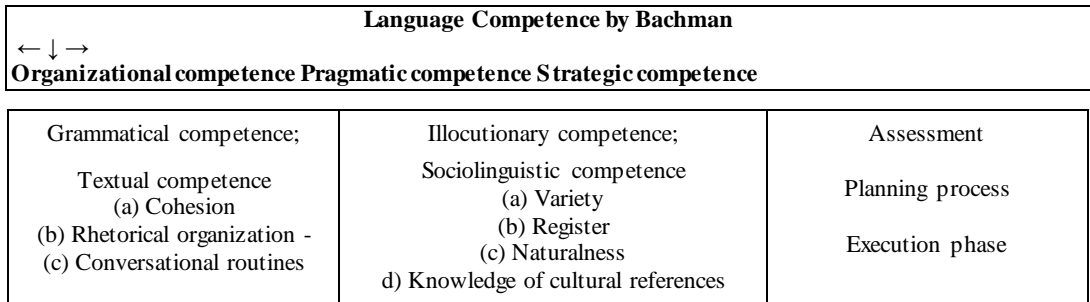 Language Competence by Bachman
← ↓ →
Organizational competence Pragmatic competence Strategic competence
Grammatical competence;
Textual competence
(a) Cohesion
(b) Rhetorical organization -
(c) Conversational routines
Illocutionary competence;
Sociolinguistic competence
(a) Variety
(b) Register
(c) Naturalness
d) Knowledge of cultural references
Assessment
Planning process
Execution phase